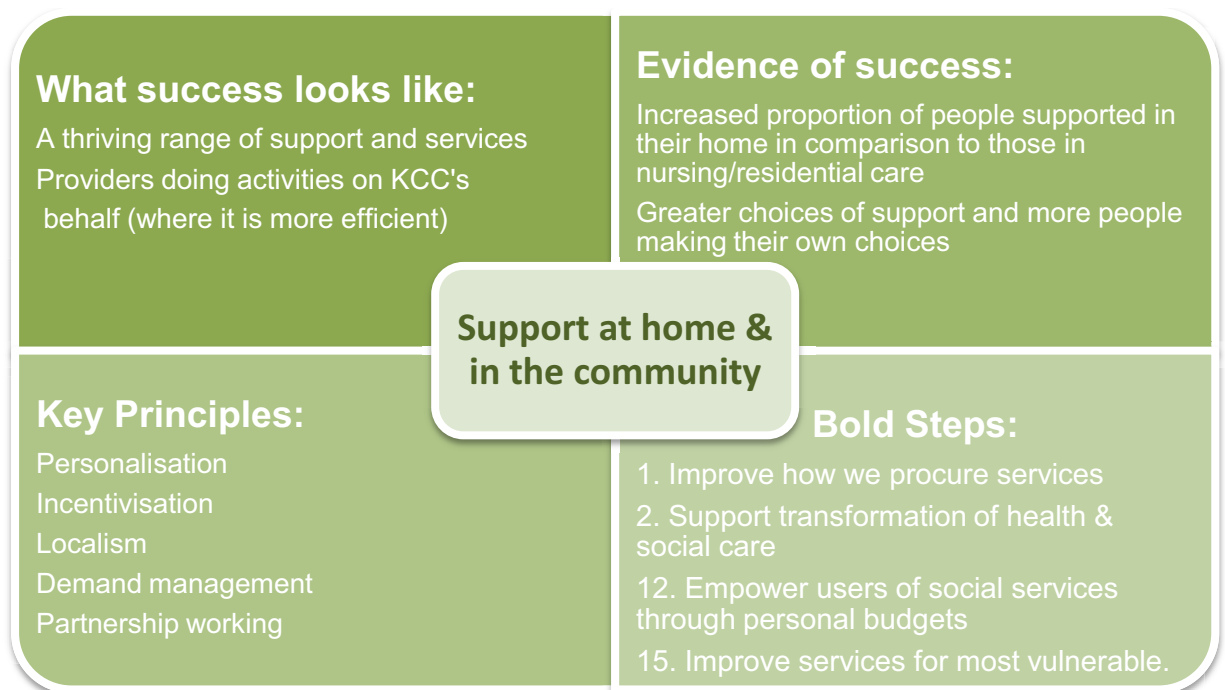 What success looks like:
A thriving range of support and services
Providers doing activities on KCC's
behalf (where it is more efficient)
Evidence of success:
Increased proportion of people supported in
their home in comparison to those in
nursing/residential care
Greater choices of support and more people
making their own choices
Support at home &
in the community
Key Principles:
Personalisation
Incentivisation
Localism
Demand management
Partnership working
Bold Steps:
1. Improve how we procure services
2. Support transformation of health &
social care
12. Empower users of social services
through personal budgets
15. Improve services for most vulnerable.